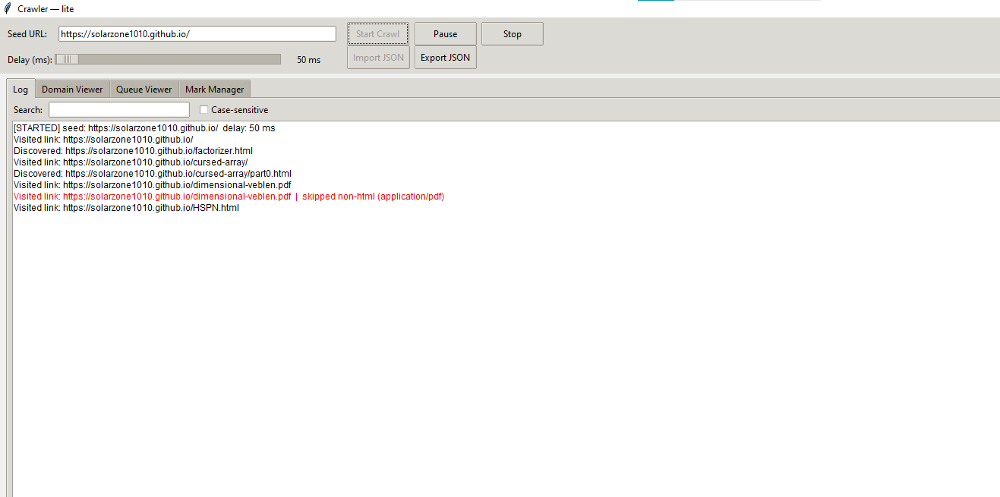 Crawler — lite
Seed URL: https://solarzone1010.github.io/ Start Crawl Pause Stop
Delay (ms): 50 ms Import JSON Export JSON
Log Domain Viewer Queue Viewer Mark Manager
Search: Case-sensitive
[STARTED] seed: https://solarzone1010.github.io/  delay: 50 ms
Visited link: https://solarzone1010.github.io/
Discovered: https://solarzone1010.github.io/factorizer.html
Visited link: https://solarzone1010.github.io/cursed-array/
Discovered: https://solarzone1010.github.io/cursed-array/part0.html
Visited link: https://solarzone1010.github.io/dimensional-veblen.pdf
Visited link: https://solarzone1010.github.io/dimensional-veblen.pdf  |  skipped non-html (application/pdf)
Visited link: https://solarzone1010.github.io/HSPN.html